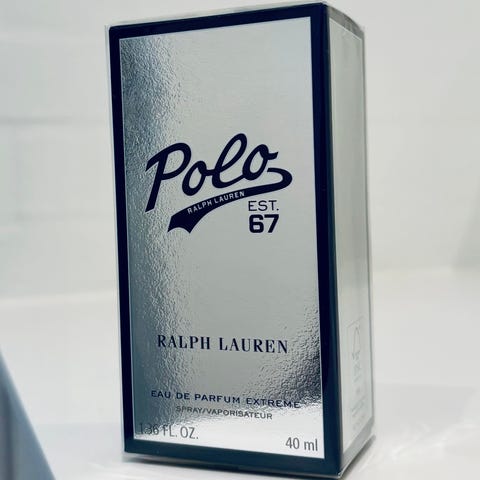 Polo
RALPH LAUREN
EST.
67
RALPH LAUREN
EAU DE PARFUM EXTREME
SPRAY/VAPORISATEUR
1.36 FL. OZ.
40 ml